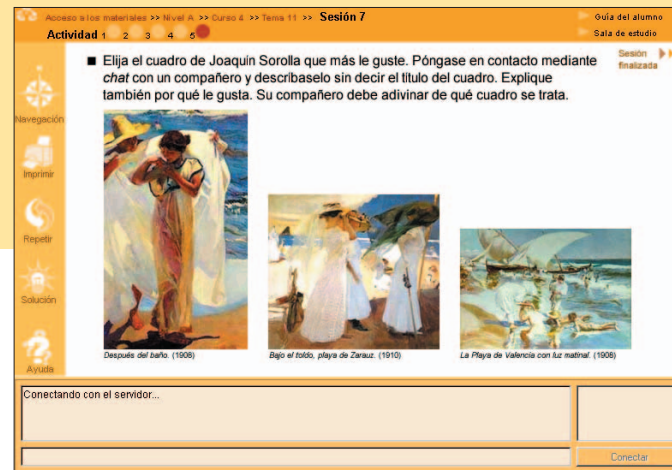 Acceso a los materiales >> Nivel A >> Curso 4 >> Tema 11 >> Sesión 7
Guía del alumno
Actividad 1 2 3 4 5
Sala de estudio
Sesión finalizada
■ Elija el cuadro de Joaquín Sorolla que más le guste. Póngase en contacto mediante
chat con un compañero y descríbaselo sin decir el título del cuadro. Explique
también por qué le gusta. Su compañero debe adivinar de qué cuadro se trata.
Navegación
Imprimir
Repetir
Solución
Ayuda
Después del baño. (1908)
Bajo el toldo, playa de Zarauz. (1910)
La Playa de Valencia con luz matinal. (1908)
Conectando con el servidor...
Conectar